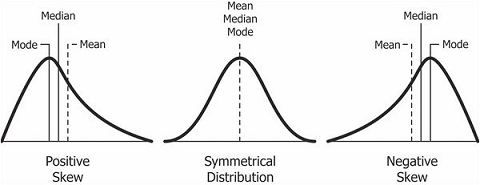 Median
Mode
Mean
Positive
Skew
Mean
Median
Mode
Symmetrical
Distribution
Median
Mean
Mode
Negative
Skew